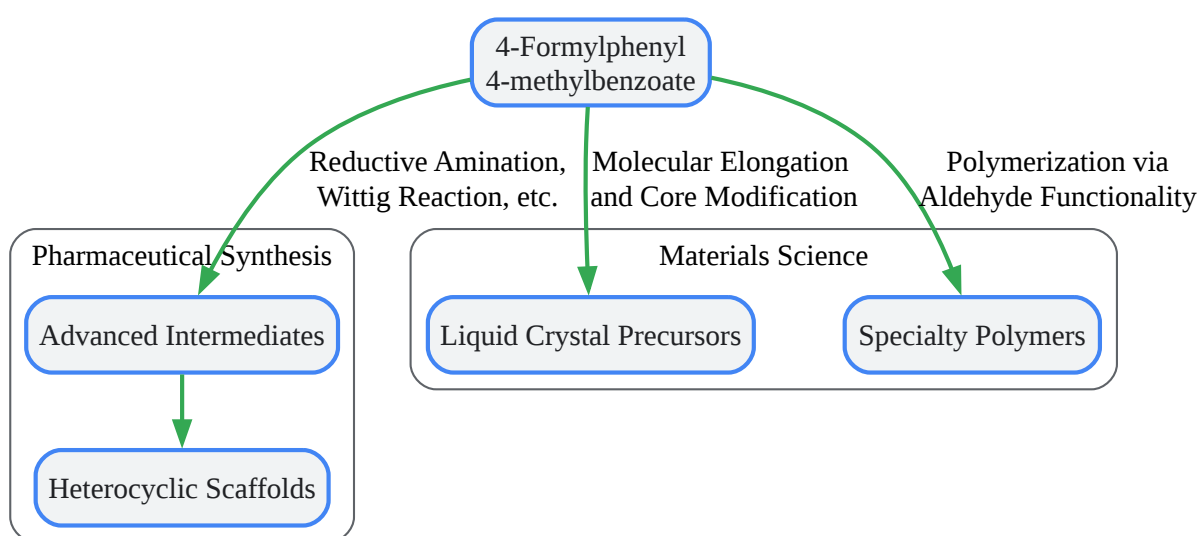 4-Formylphenyl
4-methylbenzoate
Reductive Amination,
Wittig Reaction, etc.
Molecular Elongation
and Core Modification
Polymerization via
Aldehyde Functionality
Pharmaceutical Synthesis
Materials Science
Advanced Intermediates
Liquid Crystal Precursors
Specialty Polymers
Heterocyclic Scaffolds